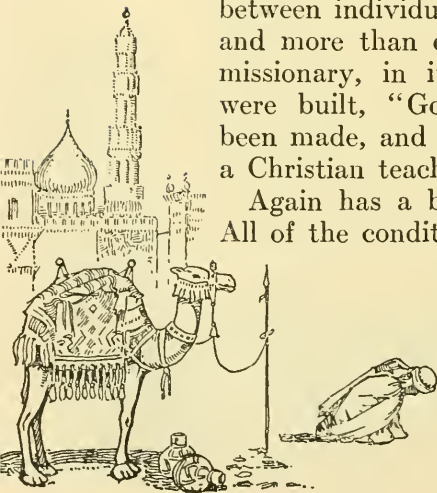 between individu
and more than
missionary, in i
were built, “Go
been made, and
a Christian teach
Again has a b
All of the condit